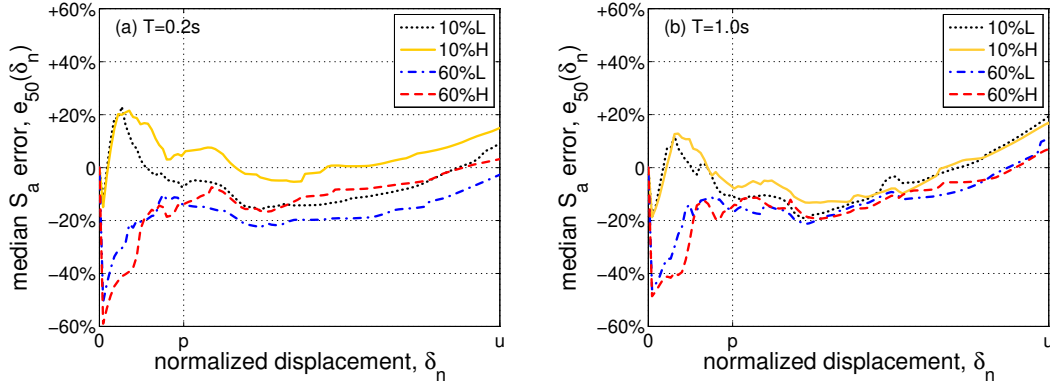 +60%
+40%
+20%
0
−20%
−40%
−60%
median S_a error, e_50(δ_n)
(a) T=0.2s
10%L
10%H
60%L
60%H
0
p
u
normalized displacement, δ_n
+60%
+40%
+20%
0
−20%
−40%
−60%
median S_a error, e_50(δ_n)
(b) T=1.0s
10%L
10%H
60%L
60%H
0
p
u
normalized displacement, δ_n